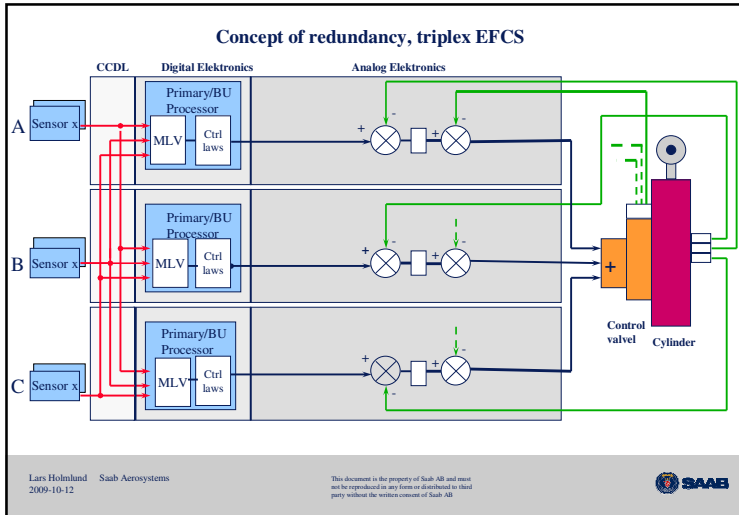 Concept of redundancy, triplex EFCS
CCDL
Digital Elektronics
Analog Elektronics
A
Sensor x
Primary/BU
Processor
MLV
Ctrl
laws
+
-
+
-
B
Sensor x
Primary/BU
Processor
MLV
Ctrl
laws
+
-
+
-
C
Sensor x
Primary/BU
Processor
MLV
Ctrl
laws
+
-
+
-
+
Control
valvel
Cylinder
Lars Holmlund Saab Aerosystems
2009-10-12
This document is the property of Saab AB and must
not be reproduced in any form or distributed to third
party without the written consent of Saab AB
SAAB